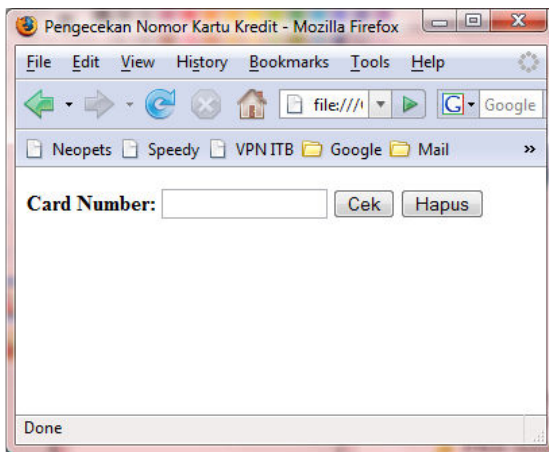 Pengecekan Nomor Kartu Kredit - Mozilla Firefox
File Edit View History Bookmarks Tools Help
file:/// G Google
Neopets Speedy VPN ITB Google Mail »
Card Number: Cek Hapus
Done